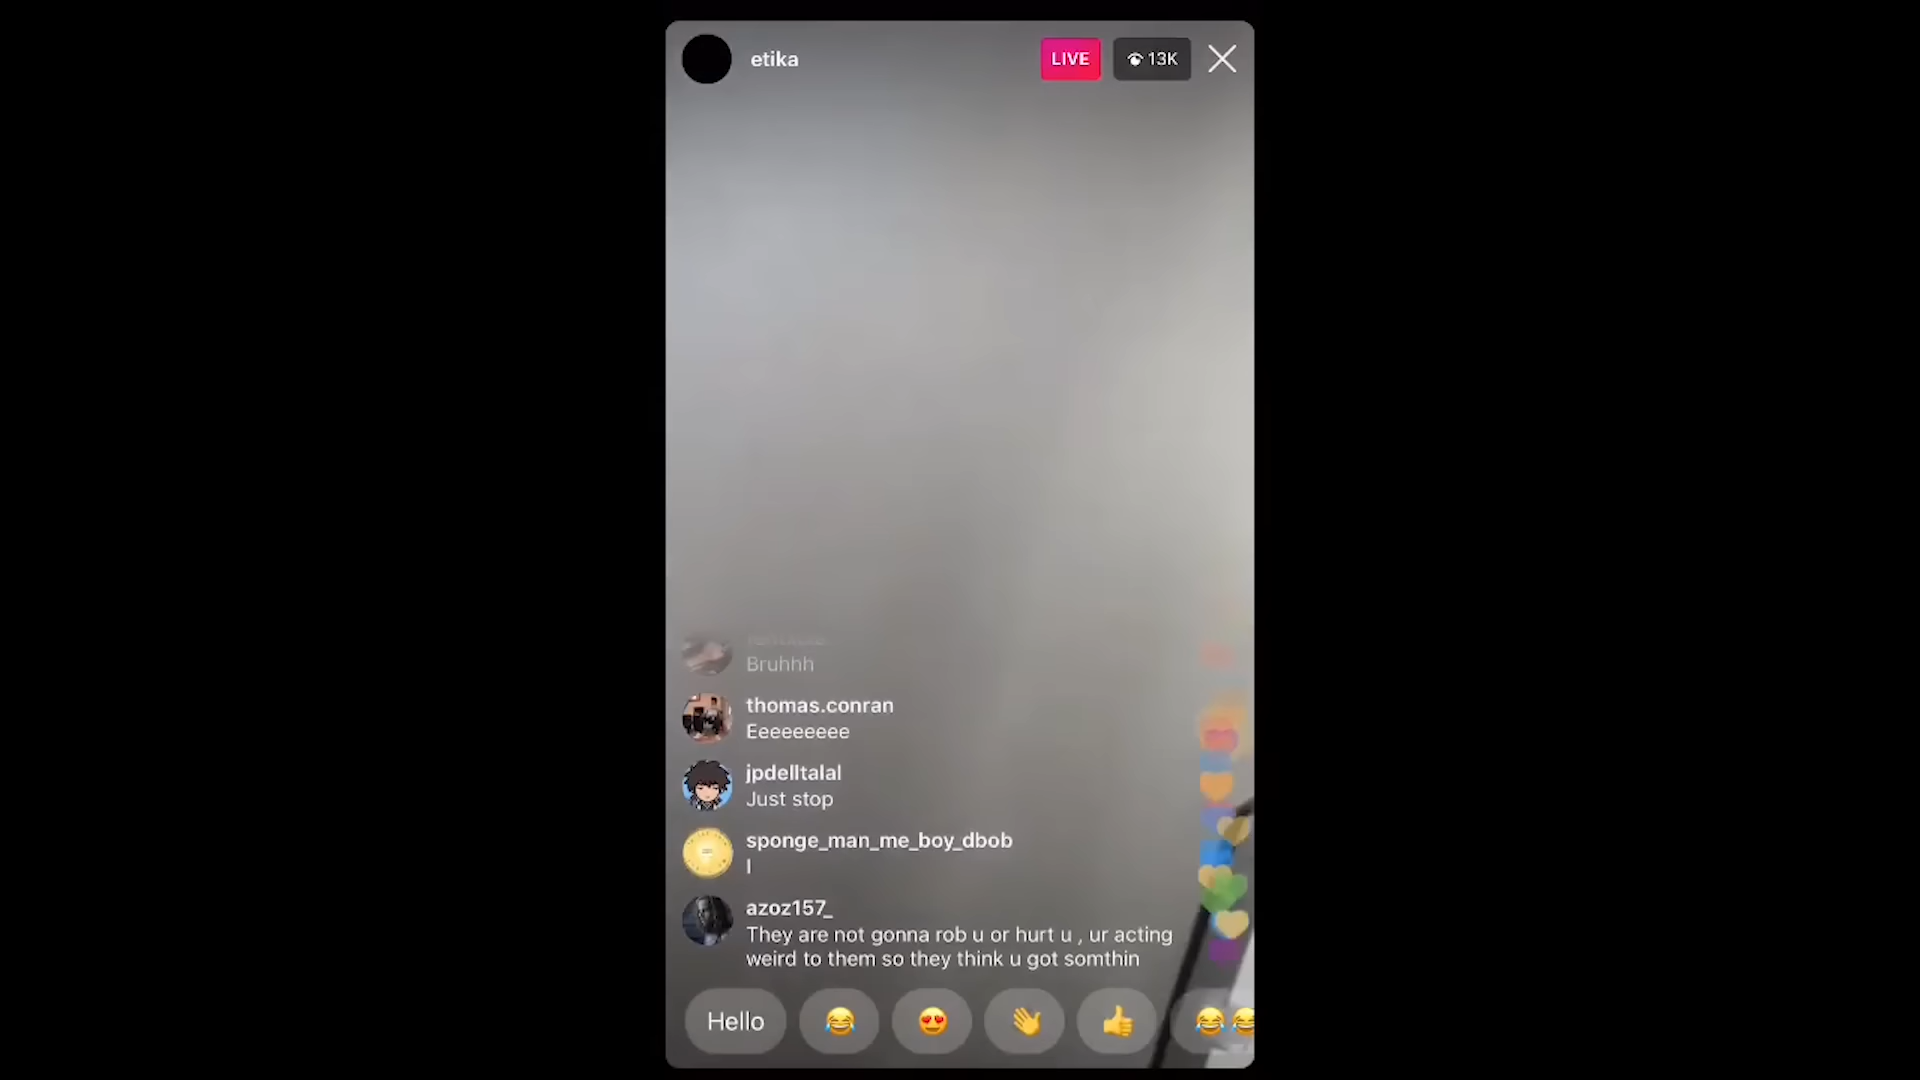 etika
LIVE
13K
Bruhhh
thomas.conran
Eeeeeeeee
jpdelltalal
Just stop
sponge_man_me_boy_dbob
I
azoz157_
They are not gonna rob u or hurt u , ur acting
weird to them so they think u got somthin
Hello